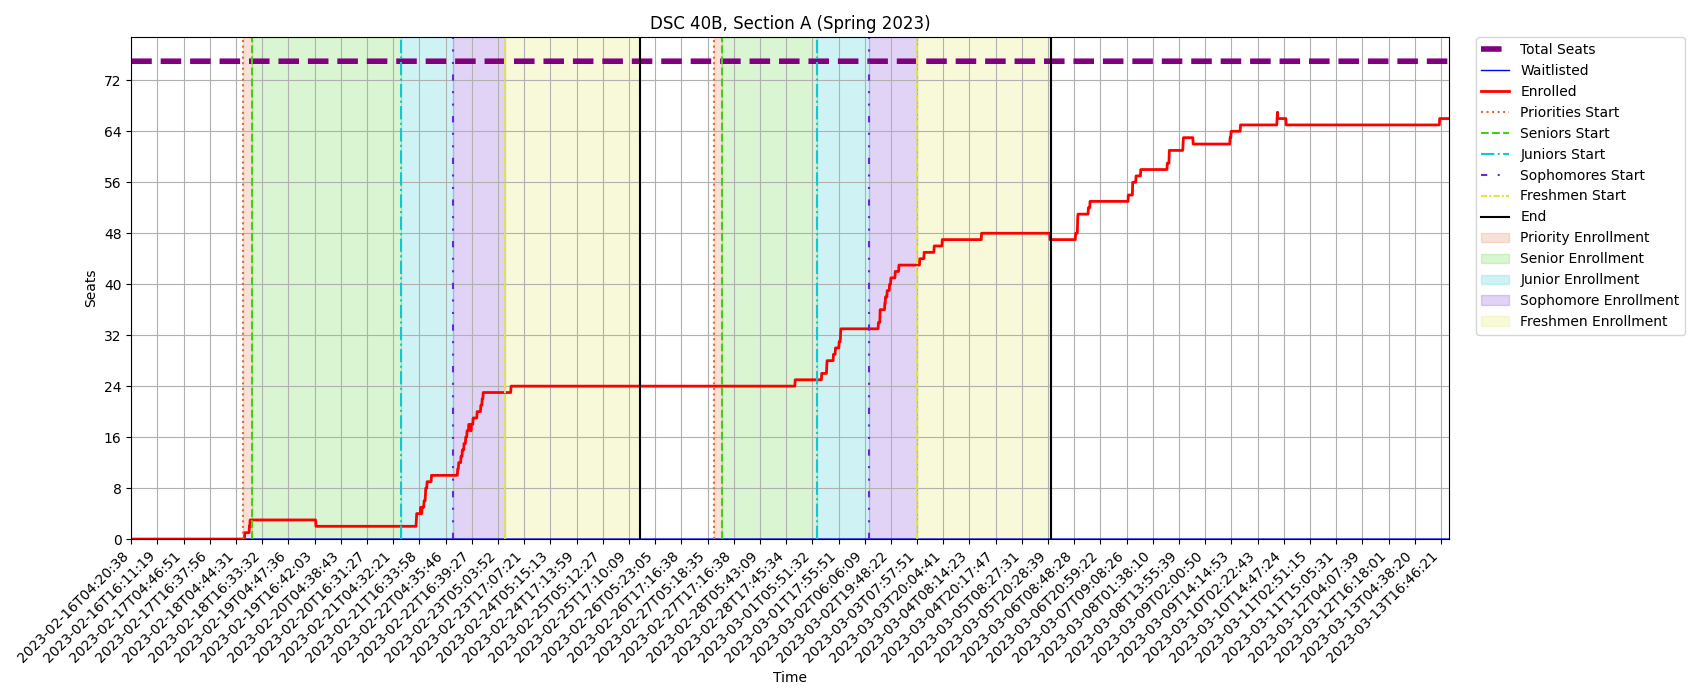 DSC 40B, Section A (Spring 2023)
Seats
72
64
56
48
40
32
24
16
8
0
2023-02-16T04:20:38
2023-02-16T16:11:19
2023-02-17T04:46:51
2023-02-17T16:37:56
2023-02-18T04:44:31
2023-02-18T16:33:32
2023-02-19T04:47:36
2023-02-19T16:42:03
2023-02-20T04:38:43
2023-02-20T16:31:27
2023-02-21T04:32:21
2023-02-21T16:33:58
2023-02-22T04:35:46
2023-02-22T16:39:27
2023-02-23T05:03:52
2023-02-23T17:07:21
2023-02-24T05:15:13
2023-02-24T17:13:59
2023-02-25T05:12:27
2023-02-25T17:10:09
2023-02-26T05:23:05
2023-02-26T17:16:38
2023-02-27T05:18:35
2023-02-27T17:16:38
2023-02-28T05:43:09
2023-02-28T17:45:34
2023-03-01T05:51:32
2023-03-01T17:55:51
2023-03-02T06:06:09
2023-03-02T19:48:22
2023-03-03T07:57:51
2023-03-03T20:04:41
2023-03-04T08:14:23
2023-03-04T20:17:47
2023-03-05T08:27:31
2023-03-05T20:28:39
2023-03-06T08:48:28
2023-03-06T20:59:22
2023-03-07T09:08:26
2023-03-08T01:38:10
2023-03-08T13:55:39
2023-03-09T02:00:50
2023-03-09T14:14:53
2023-03-10T02:22:43
2023-03-10T14:47:24
2023-03-11T02:51:15
2023-03-11T15:05:31
2023-03-12T04:07:39
2023-03-12T16:18:01
2023-03-13T04:38:20
2023-03-13T16:46:21
Time
Total Seats
Waitlisted
Enrolled
Priorities Start
Seniors Start
Juniors Start
Sophomores Start
Freshmen Start
End
Priority Enrollment
Senior Enrollment
Junior Enrollment
Sophomore Enrollment
Freshmen Enrollment